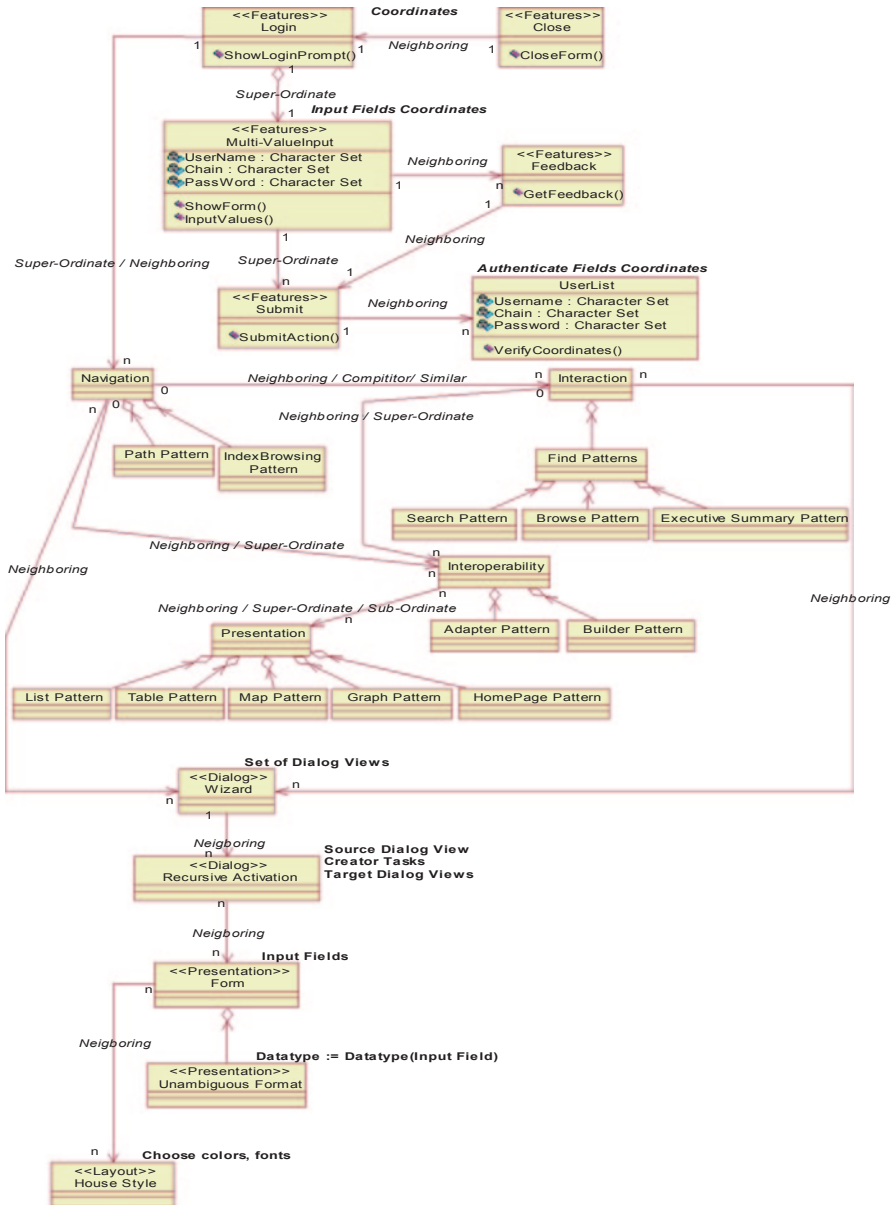 Coordinates
<<Features>>
Login
ShowLoginPrompt()
1
1
1
Neighboring
<<Features>>
Close
CloseForm()
1
Super-Ordinate
1
Input Fields Coordinates
<<Features>>
Multi-ValueInput
UserName : Character Set
Chain : Character Set
PassWord : Character Set
ShowForm()
InputValues()
1
Neighboring
1
n
<<Features>>
Feedback
GetFeedback()
1
Neighboring
1
Super-Ordinate
n
Super-Ordinate / Neighboring
n
<<Features>>
Submit
SubmitAction()
Neighboring
1
n
Authenticate Fields Coordinates
UserList
Username : Character Set
Chain : Character Set
Password : Character Set
VerifyCoordinates()
Navigation
0
n
0
Neighboring / Compititor/ Similar
n
0
Interaction
n
Neighboring / Super-Ordinate
Path Pattern
IndexBrowsing
Pattern
Find Patterns
Search Pattern
Browse Pattern
Executive Summary Pattern
Neighboring / Super-Ordinate
n
n
Interoperability
n
Neighboring
Neighboring
Neighboring / Super-Ordinate / Sub-Ordinate
n
Presentation
Adapter Pattern
Builder Pattern
List Pattern
Table Pattern
Map Pattern
Graph Pattern
HomePage Pattern
Set of Dialog Views
<<Dialog>>
Wizard
n
n
1
Neigboring
n
Source Dialog View
Creator Tasks
Target Dialog Views
<<Dialog>>
Recursive Activation
n
Neigboring
n
Input Fields
<<Presentation>>
Form
n
Neigboring
Datatype := Datatype(Input Field)
<<Presentation>>
Unambiguous Format
n
Choose colors, fonts
<<Layout>>
House Style